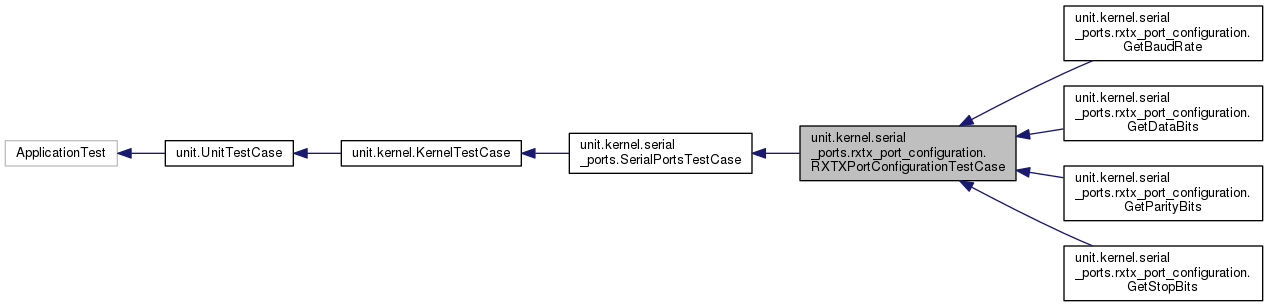 ApplicationTest
unit.UnitTestCase
unit.kernel.KernelTestCase
unit.kernel.serial
_ports.SerialPortsTestCase
unit.kernel.serial
_ports.rxtx_port_configuration.
RXTXPortConfigurationTestCase
unit.kernel.serial
_ports.rxtx_port_configuration.
GetBaudRate
unit.kernel.serial
_ports.rxtx_port_configuration.
GetDataBits
unit.kernel.serial
_ports.rxtx_port_configuration.
GetParityBits
unit.kernel.serial
_ports.rxtx_port_configuration.
GetStopBits